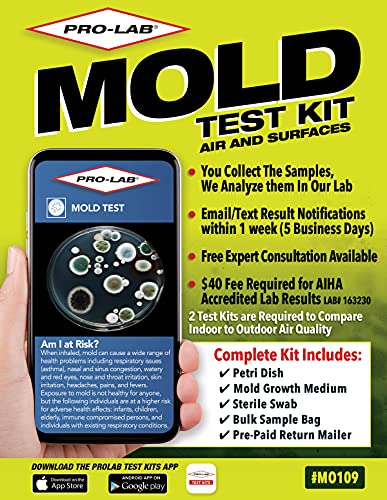 PRO-LAB®
MOLD
TEST KIT
AIR AND SURFACES
• You Collect The Samples,
We Analyze them In Our Lab
• Email/Text Result Notifications
within 1 week (5 Business Days)
• Free Expert Consultation Available
• $40 Fee Required for AIHA
Accredited Lab Results LAB# 163230
2 Test Kits are Required to Compare
Indoor to Outdoor Air Quality
PRO-LAB®
MOLD TEST
Am I at Risk?
When inhaled, mold can cause a wide range of
health problems including respiratory issues
(asthma), nasal and sinus congestion, watery
and red eyes, nose and throat irritation, skin
irritation, headaches, pains, and fevers.
Exposure to mold is not healthy for anyone,
but the following individuals are at a higher risk
for adverse health effects: infants, children,
elderly, immune compromised persons, and
individuals with existing respiratory conditions.
Complete Kit Includes:
✓ Petri Dish
✓ Mold Growth Medium
✓ Sterile Swab
✓ Bulk Sample Bag
✓ Pre-Paid Return Mailer
DOWNLOAD THE PROLAB TEST KITS APP
Download on the
App Store
ANDROID APP ON
Google play
PRO-LAB
TEST KITS
#MO109